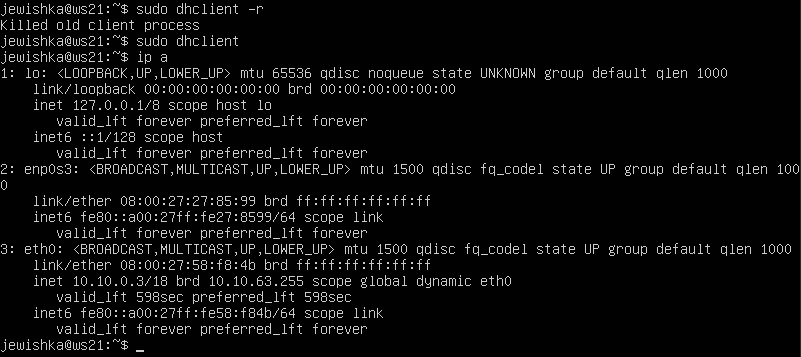 jewishka@ws21:~$ sudo dhclient -r
Killed old client process
jewishka@ws21:~$ sudo dhclient
jewishka@ws21:~$ ip a
1: lo: <LOOPBACK,UP,LOWER_UP> mtu 65536 qdisc noqueue state UNKNOWN group default qlen 1000
    link/loopback 00:00:00:00:00:00 brd 00:00:00:00:00:00
    inet 127.0.0.1/8 scope host lo
       valid_lft forever preferred_lft forever
    inet6 ::1/128 scope host
       valid_lft forever preferred_lft forever
2: enp0s3: <BROADCAST,MULTICAST,UP,LOWER_UP> mtu 1500 qdisc fq_codel state UP group default qlen 100
0
    link/ether 08:00:27:27:85:99 brd ff:ff:ff:ff:ff:ff
    inet6 fe80::a00:27ff:fe27:8599/64 scope link
       valid_lft forever preferred_lft forever
3: eth0: <BROADCAST,MULTICAST,UP,LOWER_UP> mtu 1500 qdisc fq_codel state UP group default qlen 1000
    link/ether 08:00:27:58:f8:4b brd ff:ff:ff:ff:ff:ff
    inet 10.10.0.3/18 brd 10.10.63.255 scope global dynamic eth0
       valid_lft 598sec preferred_lft 598sec
    inet6 fe80::a00:27ff:fe58:f84b/64 scope link
       valid_lft forever preferred_lft forever
jewishka@ws21:~$ _